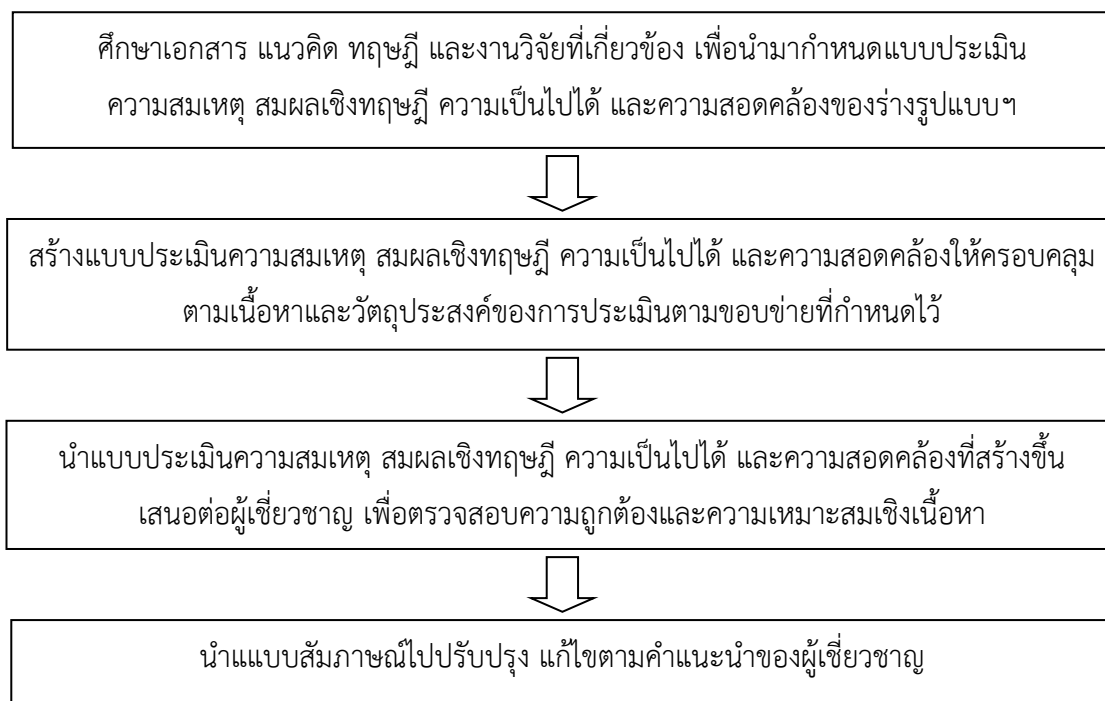 ศึกษาเอกสาร แนวคิด ทฤษฎี และงานวิจัยที่เกี่ยวข้อง เพื่อนำมากำหนดแบบประเมิน
ความสมเหตุ สมผลเชิงทฤษฎี ความเป็นไปได้ และความสอดคล้องของร่างรูปแบบฯ
สร้างแบบประเมินความสมเหตุ สมผลเชิงทฤษฎี ความเป็นไปได้ และความสอดคล้องให้ครอบคลุม
ตามเนื้อหาและวัตถุประสงค์ของการประเมินตามขอบข่ายที่กำหนดไว้
นำแบบประเมินความสมเหตุ สมผลเชิงทฤษฎี ความเป็นไปได้ และความสอดคล้องที่สร้างขึ้น
เสนอต่อผู้เชี่ยวชาญ เพื่อตรวจสอบความถูกต้องและความเหมาะสมเชิงเนื้อหา
นำแแบบสัมภาษณ์ไปปรับปรุง แก้ไขตามคำแนะนำของผู้เชี่ยวชาญ